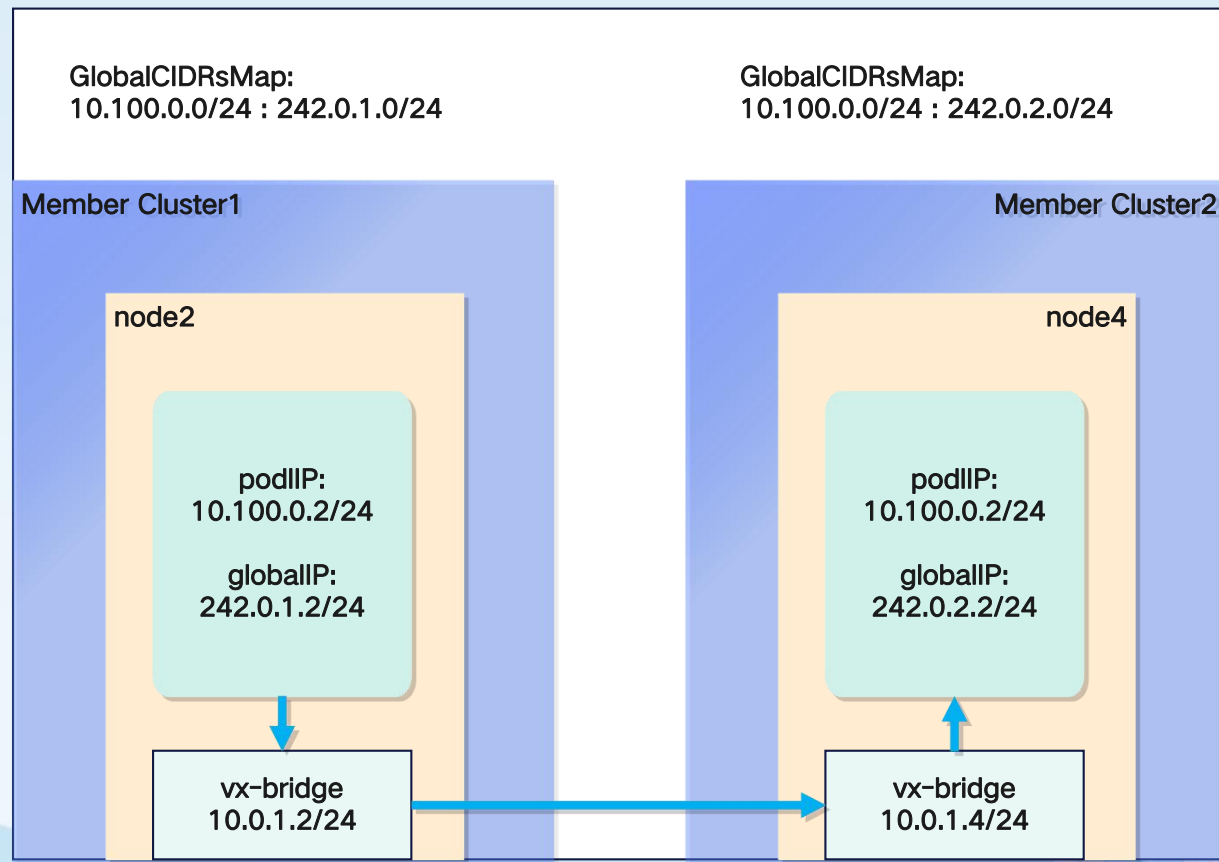 GlobalCIDRsMap:
10.100.0.0/24 : 242.0.1.0/24
GlobalCIDRsMap:
10.100.0.0/24 : 242.0.2.0/24
Member Cluster1
Member Cluster2
node2
node4
podIIP:
10.100.0.2/24
globalIP:
242.0.1.2/24
podIIP:
10.100.0.2/24
globalIP:
242.0.2.2/24
vx-bridge
10.0.1.2/24
vx-bridge
10.0.1.4/24